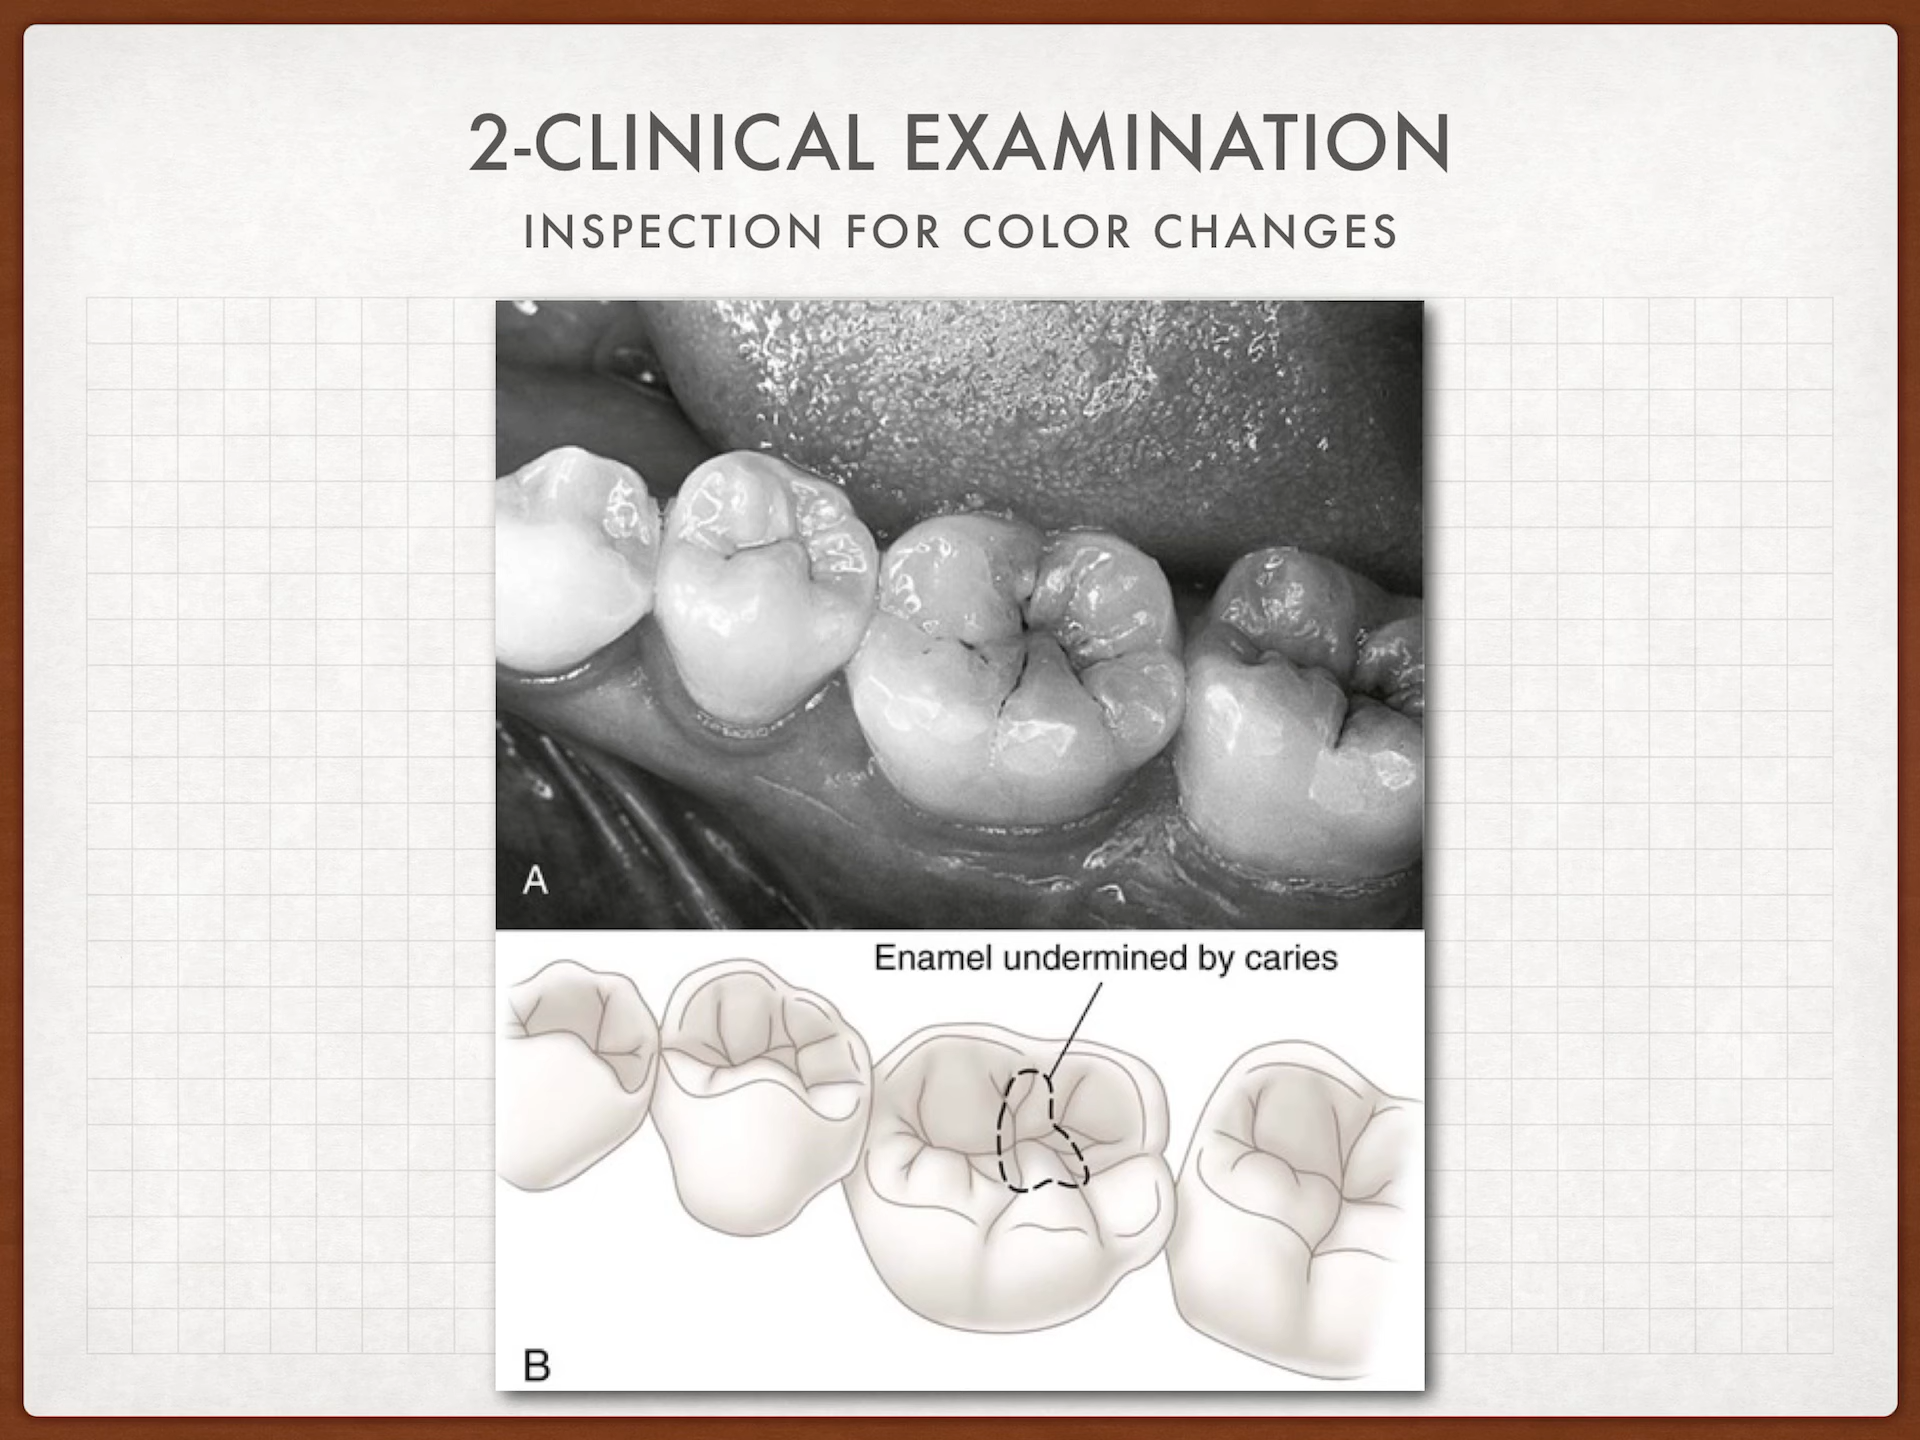 2-CLINICAL EXAMINATION
INSPECTION FOR COLOR CHANGES
A
Enamel undermined by caries
B